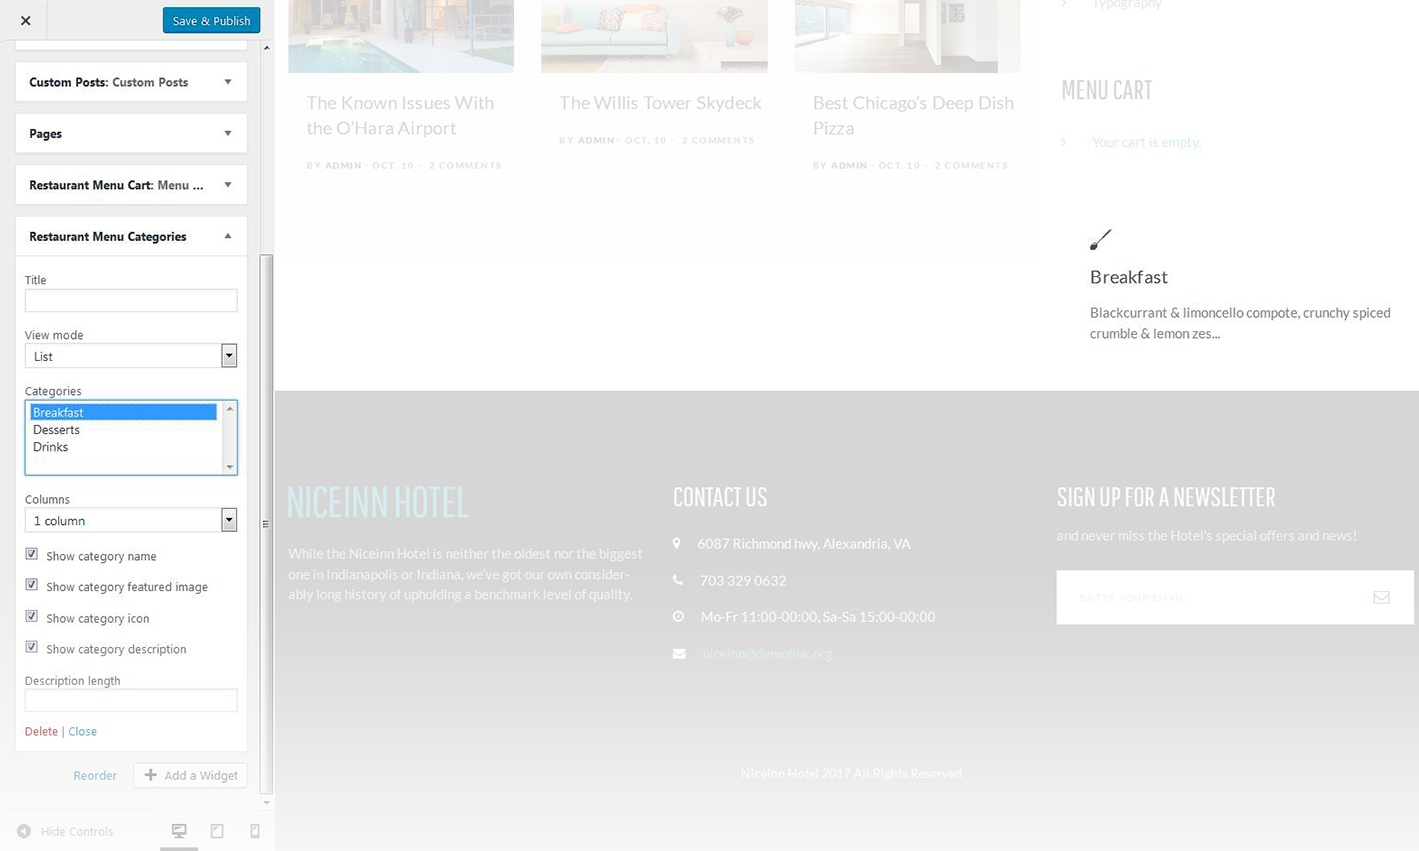 Save & Publish
Custom Posts: Custom Posts
Pages
Restaurant Menu Cart: Menu ...
Restaurant Menu Categories
Title
View mode
List
Categories
Breakfast
Desserts
Drinks
Columns
1 column
Show category name
Show category featured image
Show category icon
Show category description
Description length
Delete | Close
Reorder
Add a Widget
Hide Controls
The Known Issues With
the O'Hara Airport
BY ADMIN · OCT. 10 · 2 COMMENTS
The Willis Tower Skydeck
BY ADMIN · OCT. 10 · 2 COMMENTS
Best Chicago's Deep Dish
Pizza
BY ADMIN · OCT. 10 · 2 COMMENTS
Typography
MENU CART
Your cart is empty.
Breakfast
Blackcurrant & limoncello compote, crunchy spiced
crumble & lemon zes...
NICEINN HOTEL
While the Niceinn Hotel is neither the oldest nor the biggest
one in Indianapolis or Indiana, we've got our own consider-
ably long history of upholding a benchmark level of quality.
CONTACT US
6087 Richmond hwy, Alexandria, VA
703 329 0632
Mo-Fr 11:00-00:00, Sa-Sa 15:00-00:00
niceinn@demolink.org
SIGN UP FOR A NEWSLETTER
and never miss the Hotel's special offers and news!
ENTER YOUR EMAIL
NiceInn Hotel 2017 All Rights Reserved